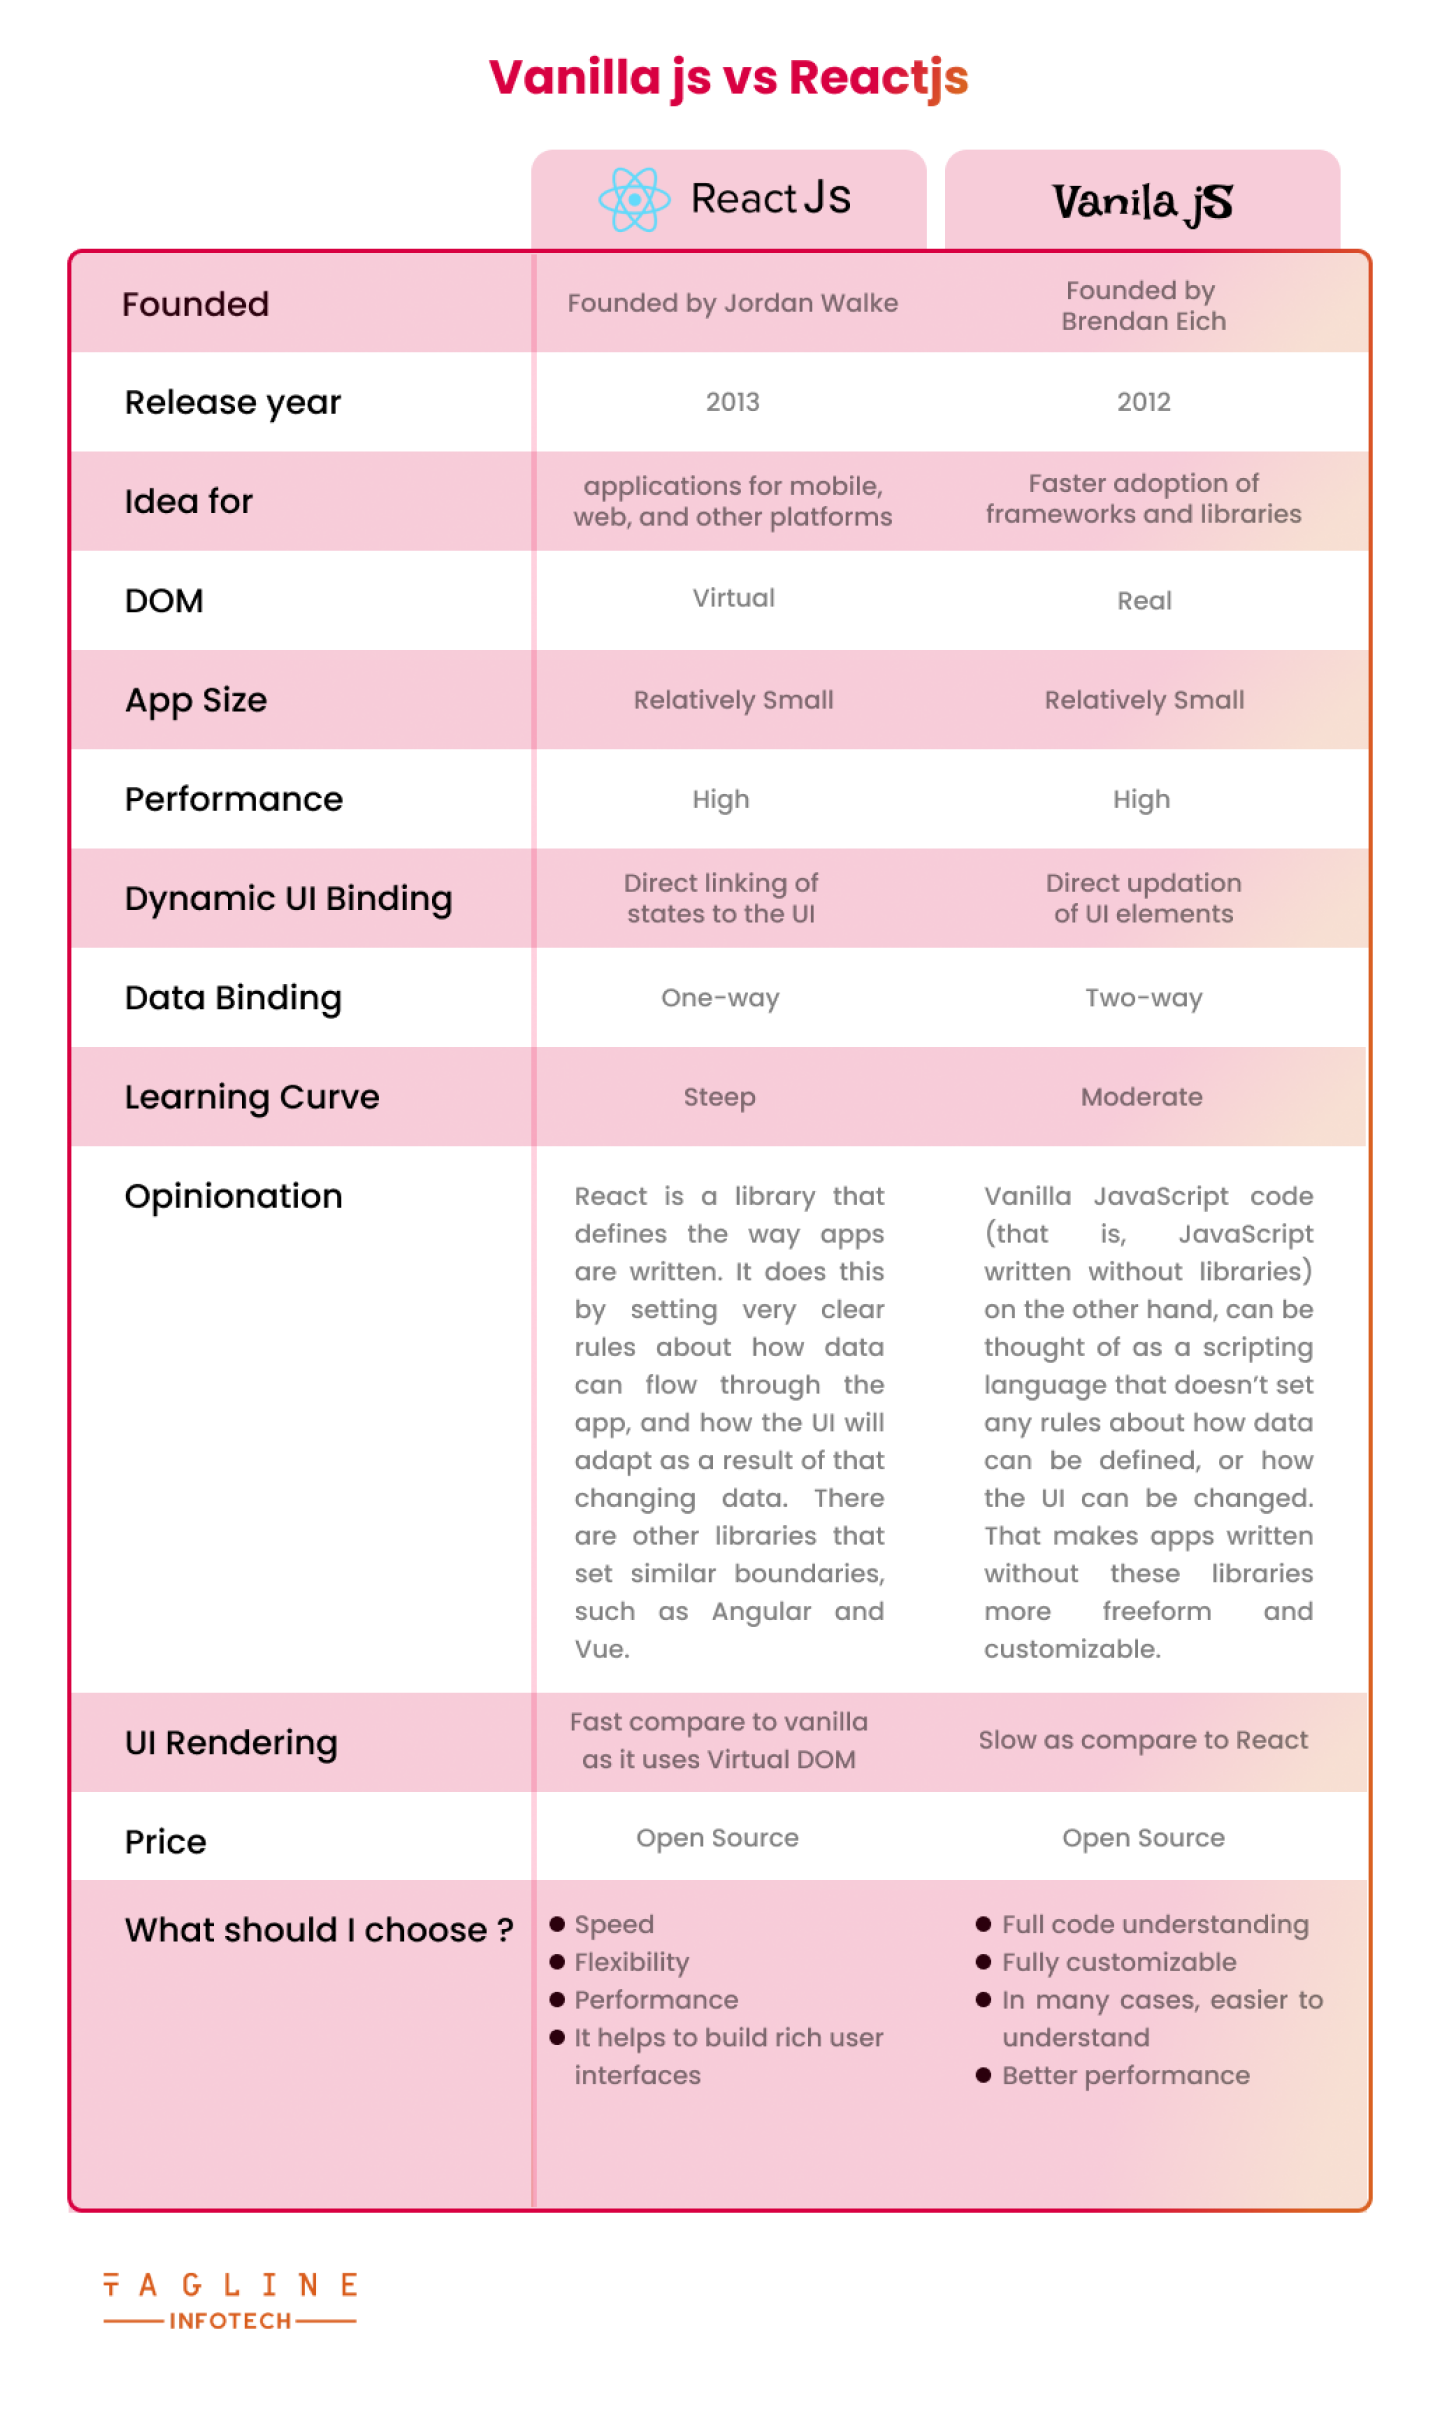 Vanilla js vs Reactjs
React Js
Vanila jS
Founded
Founded by Jordan Walke
Founded by
Brendan Eich
Release year
2013
2012
Idea for
applications for mobile,
web, and other platforms
Faster adoption of
frameworks and libraries
DOM
Virtual
Real
App Size
Relatively Small
Relatively Small
Performance
High
High
Dynamic UI Binding
Direct linking of
states to the UI
Direct updation
of UI elements
Data Binding
One-way
Two-way
Learning Curve
Steep
Moderate
Opinionation
React is a library that
defines the way apps
are written. It does this
by setting very clear
rules about how data
can flow through the
app, and how the UI will
adapt as a result of that
changing data. There
are other libraries that
set similar boundaries,
such as Angular and
Vue.
Vanilla JavaScript code
(that is, JavaScript
written without libraries)
on the other hand, can be
thought of as a scripting
language that doesn't set
any rules about how data
can be defined, or how
the UI can be changed.
That makes apps written
without these libraries
more freeform and
customizable.
UI Rendering
Fast compare to vanilla
as it uses Virtual DOM
Slow as compare to React
Price
Open Source
Open Source
What should I choose ?
● Speed
● Flexibility
● Performance
● It helps to build rich user
interfaces
● Full code understanding
● Fully customizable
● In many cases, easier to
understand
● Better performance
TAGLINE
INFOTECH